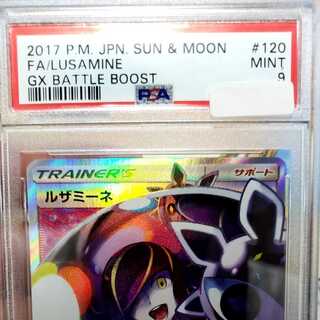 2017 P.M. JPN. SUN & MOON #120
FA/LUSAMINE MINT
GX BATTLE BOOST 9
PSA
TRAINER'S サポート
ルザミーネ